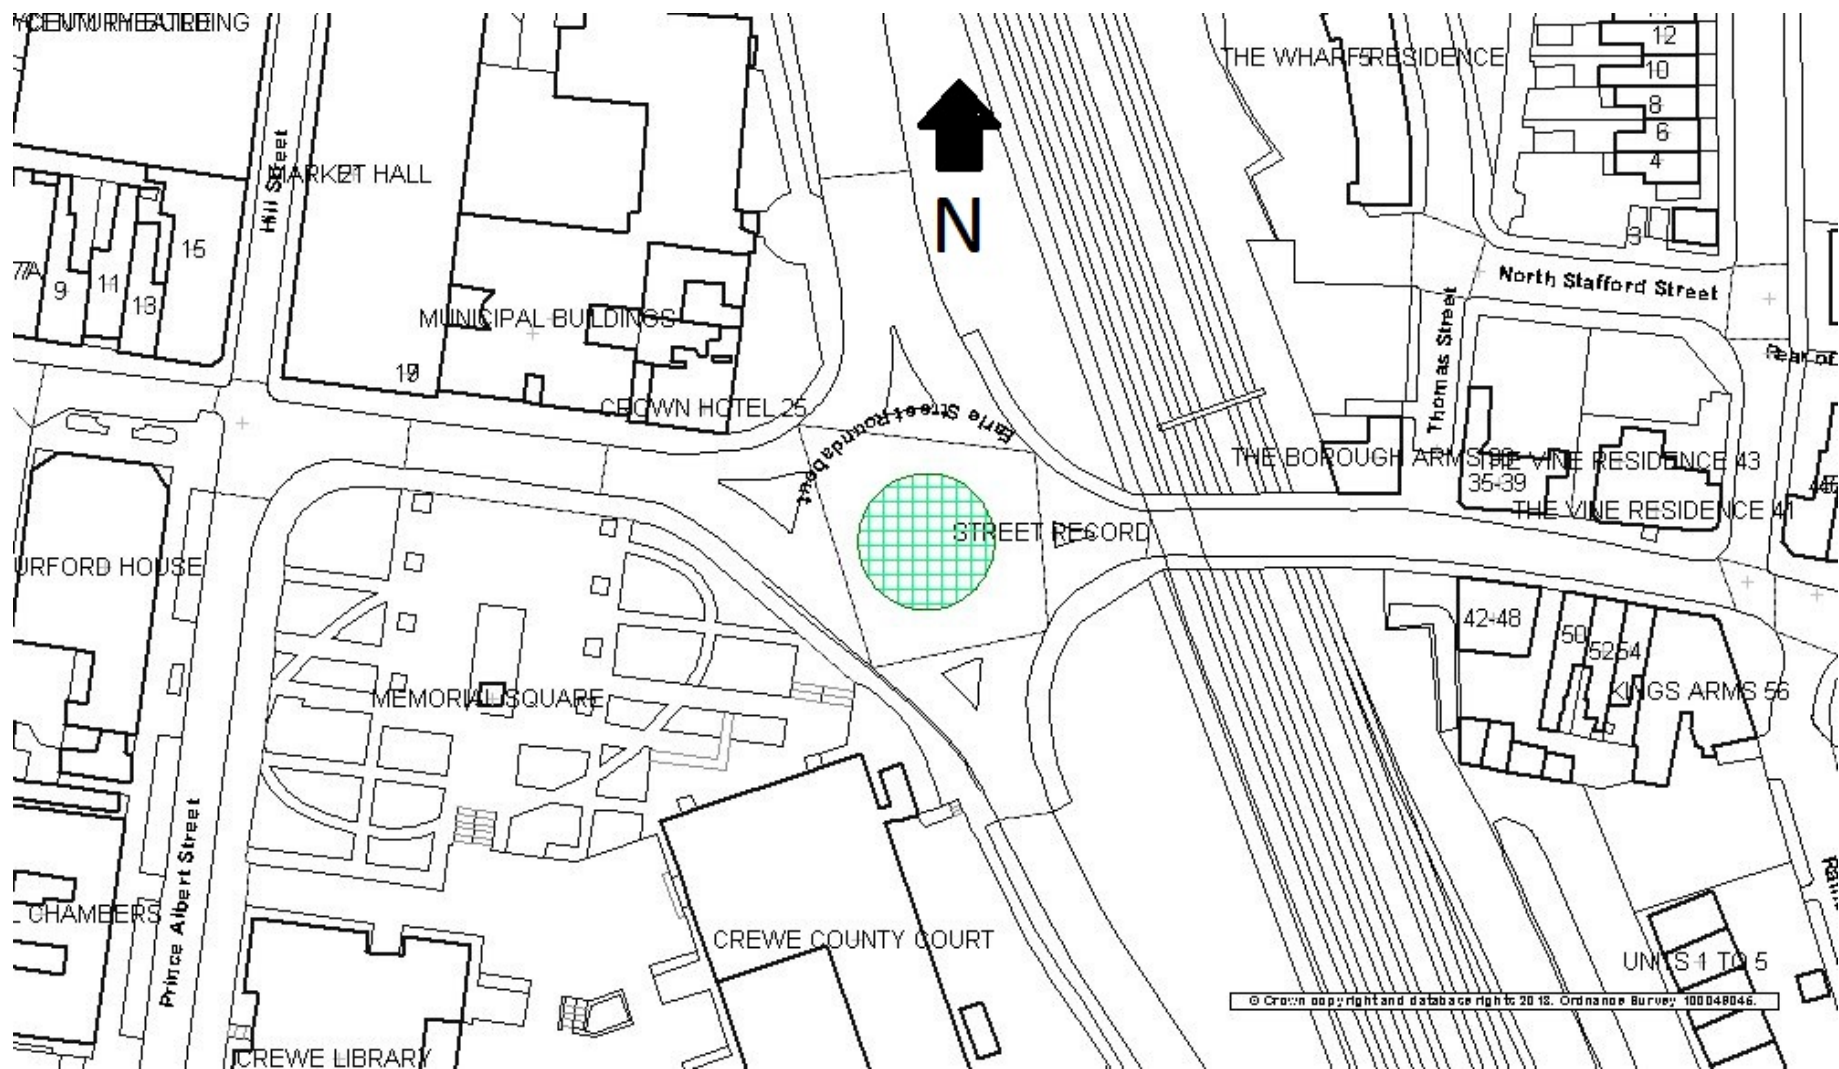 THE WHARF RESIDENCE
5
12
10
8
6
4
3
N
Hill Street
MARKET HALL
15
9
11
13
MUNICIPAL BUILDINGS
North Stafford Street
Thomas Street
19
CROWN HOTEL 25
Earle Street Roundabout
THE BOROUGH ARMS
THE VINE RESIDENCE 43
35-39
THE VINE RESIDENCE 41
STREET RECORD
URFORD HOUSE
42-48
50
52
54
KINGS ARMS 56
MEMORIAL SQUARE
Prince Albert Street
CHAMBERS
CREWE COUNTY COURT
UNITS 1 TO 5
© Crown copyright and database rights 2018. Ordnance Survey 100049046.
CREWE LIBRARY